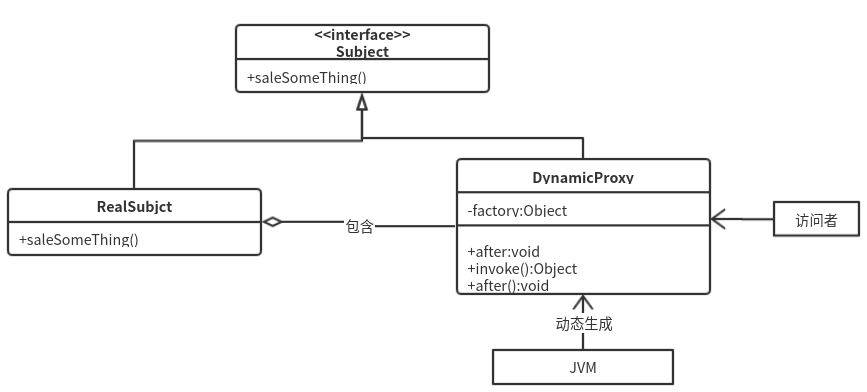 <<interface>>
Subject
+saleSomeThing()
RealSubjct
+saleSomeThing()
包含
DynamicProxy
-factory:Object
+after:void
+invoke():Object
+after():void
访问者
动态生成
JVM